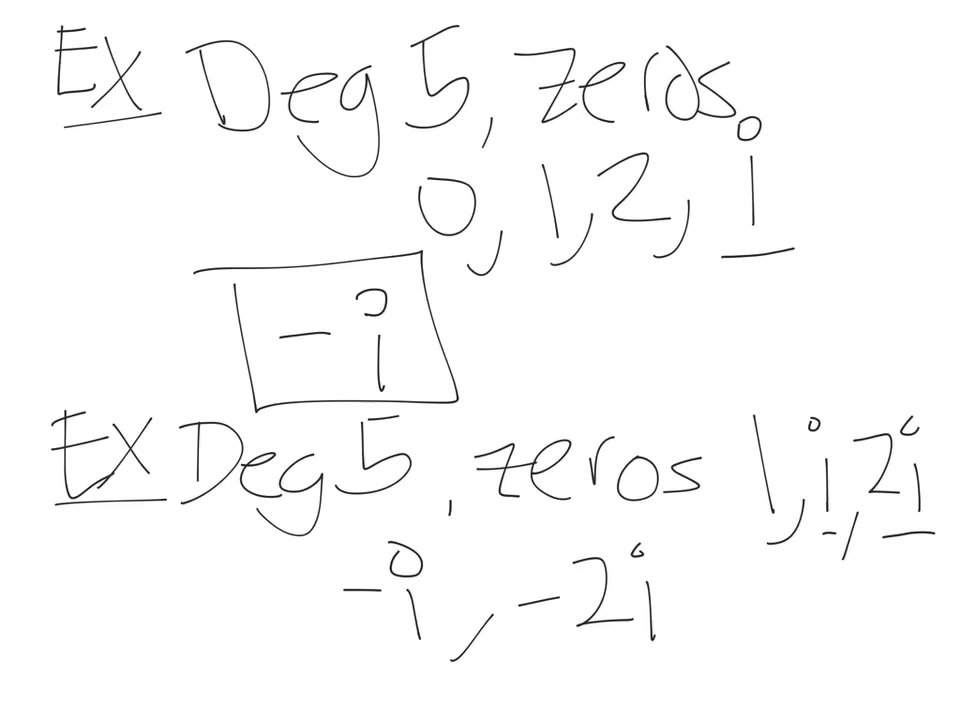 Ex Deg 5, zeros
0, 1, 2, i
-i
Ex Deg 5, zeros 1, i, 2i
-i, -2i